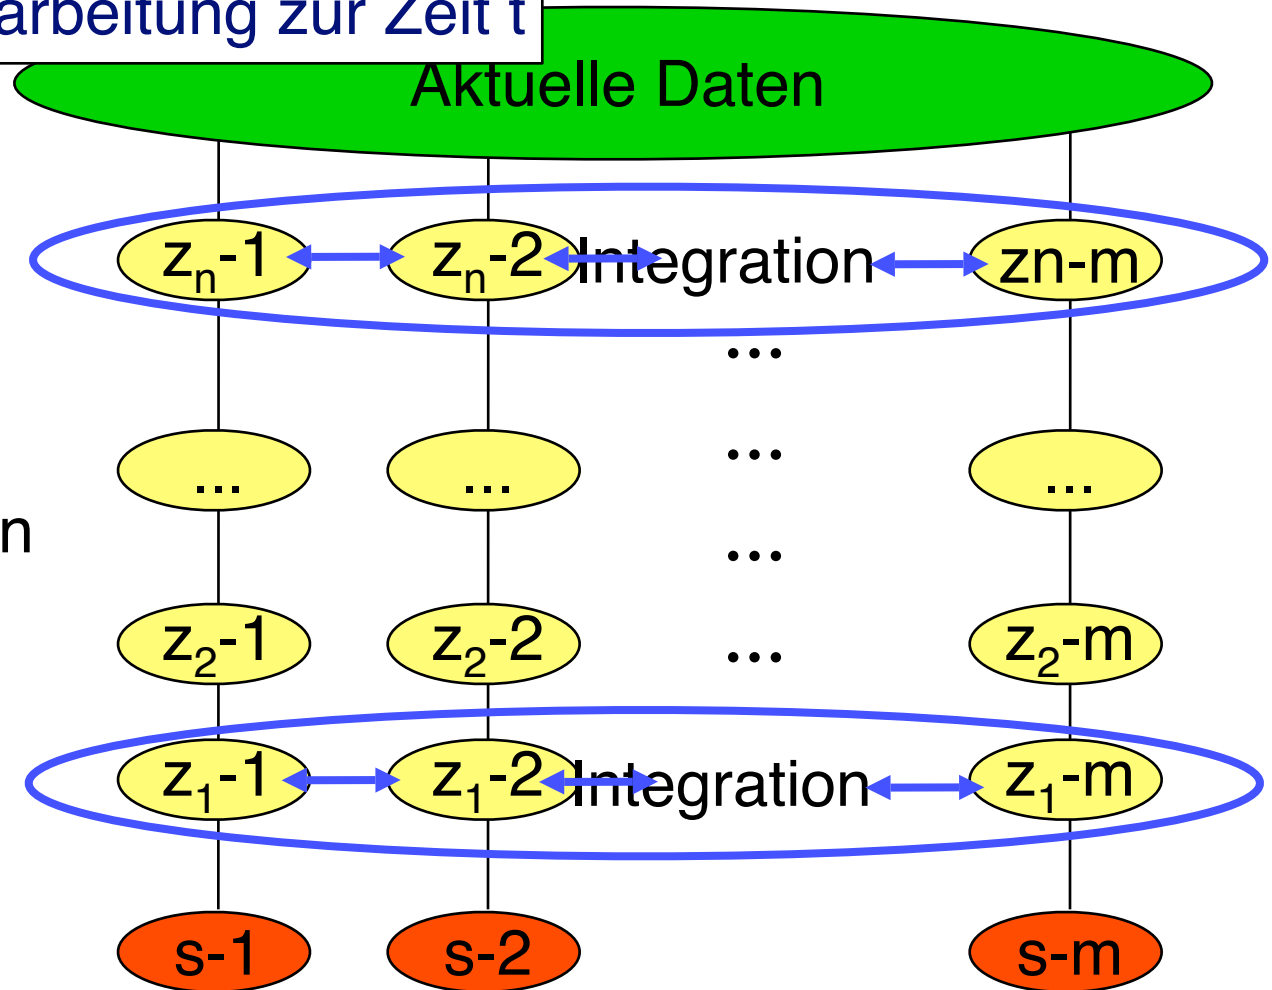 arbeitung zur Zeit t
Aktuelle Daten
zn-1 zn-2 Integration zn-m
...
...
... ... ...
n
...
z2-1 z2-2 ... z2-m
z1-1 z1-2 Integration z1-m
s-1 s-2 s-m